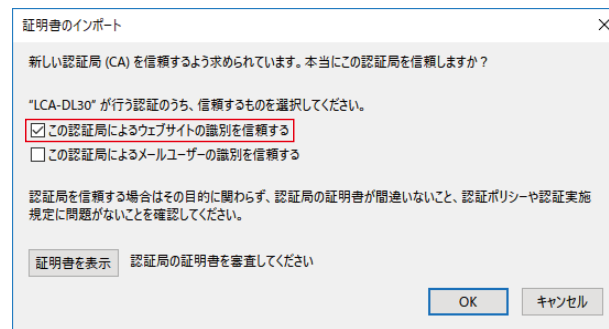 証明書のインポート
新しい認証局 (CA) を信頼するよう求められています。本当にこの認証局を信頼しますか？
“LCA-DL30” が行う認証のうち、信頼するものを選択してください。
この認証局によるウェブサイトの識別を信頼する
この認証局によるメールユーザーの識別を信頼する
認証局を信頼する場合はその目的に関わらず、認証局の証明書が間違いないこと、認証ポリシーや認証実施
規定に問題がないことを確認してください。
証明書を表示 認証局の証明書を審査してください
OK キャンセル